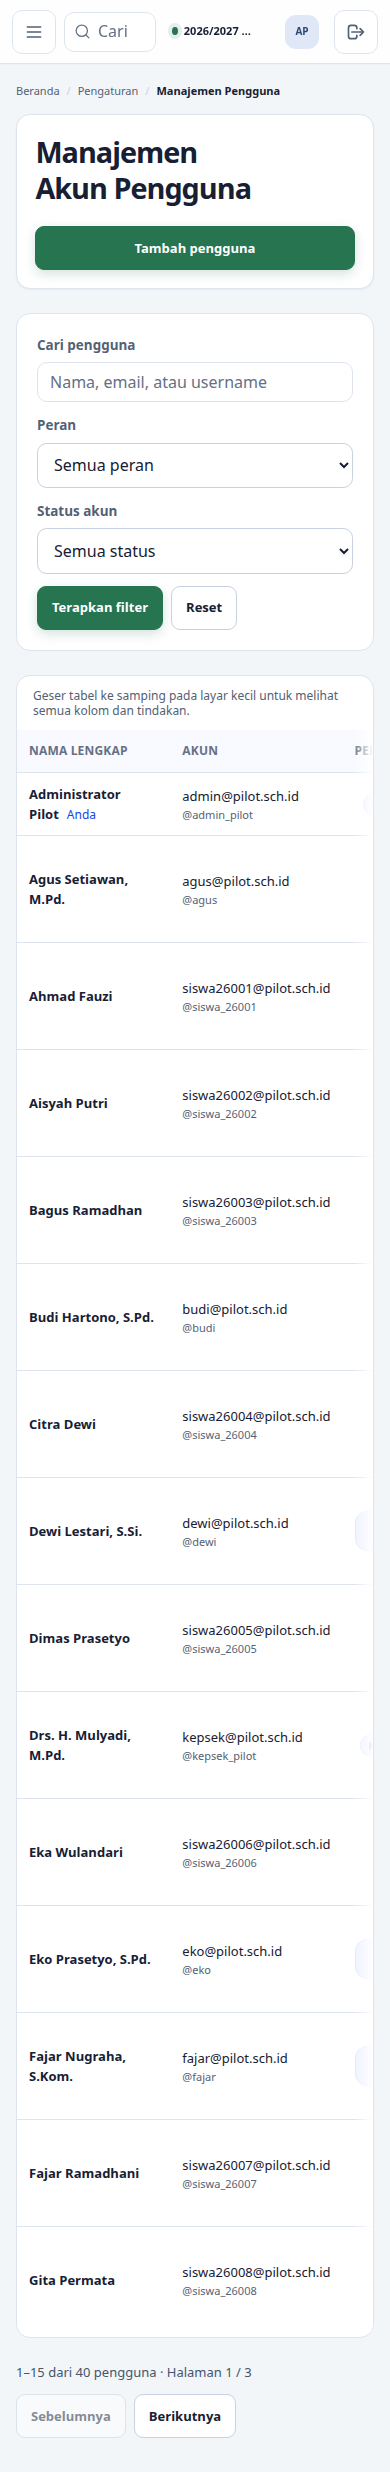 Cari
2026/2027 ...
AP
Beranda / Pengaturan / Manajemen Pengguna
Manajemen
Akun Pengguna
Tambah pengguna
Cari pengguna
Nama, email, atau username
Peran
Semua peran
Status akun
Semua status
Terapkan filter
Reset
Geser tabel ke samping pada layar kecil untuk melihat
semua kolom dan tindakan.
NAMA LENGKAP AKUN
Administrator
Pilot Anda
admin@pilot.sch.id
@admin_pilot
Agus Setiawan,
M.Pd.
agus@pilot.sch.id
@agus
Ahmad Fauzi
siswa26001@pilot.sch.id
@siswa_26001
Aisyah Putri
siswa26002@pilot.sch.id
@siswa_26002
Bagus Ramadhan
siswa26003@pilot.sch.id
@siswa_26003
Budi Hartono, S.Pd.
budi@pilot.sch.id
@budi
Citra Dewi
siswa26004@pilot.sch.id
@siswa_26004
Dewi Lestari, S.Si.
dewi@pilot.sch.id
@dewi
Dimas Prasetyo
siswa26005@pilot.sch.id
@siswa_26005
Drs. H. Mulyadi,
M.Pd.
kepsek@pilot.sch.id
@kepsek_pilot
Eka Wulandari
siswa26006@pilot.sch.id
@siswa_26006
Eko Prasetyo, S.Pd.
eko@pilot.sch.id
@eko
Fajar Nugraha,
S.Kom.
fajar@pilot.sch.id
@fajar
Fajar Ramadhani
siswa26007@pilot.sch.id
@siswa_26007
Gita Permata
siswa26008@pilot.sch.id
@siswa_26008
1–15 dari 40 pengguna · Halaman 1 / 3
Sebelumnya
Berikutnya